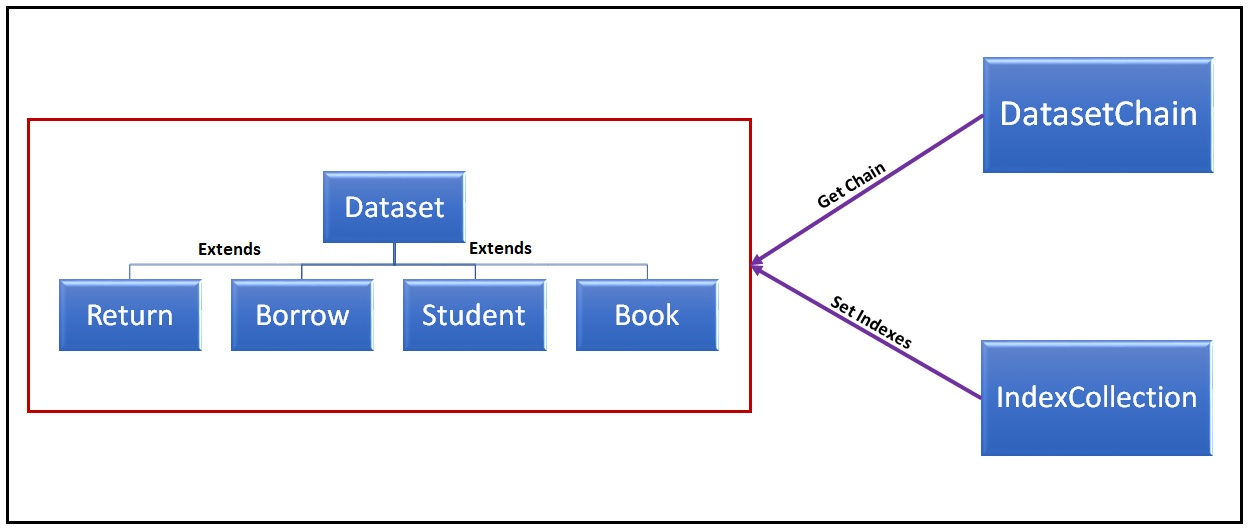 DatasetChain
Get Chain
Dataset
Extends
Extends
Return
Borrow
Student
Book
Set Indexes
IndexCollection